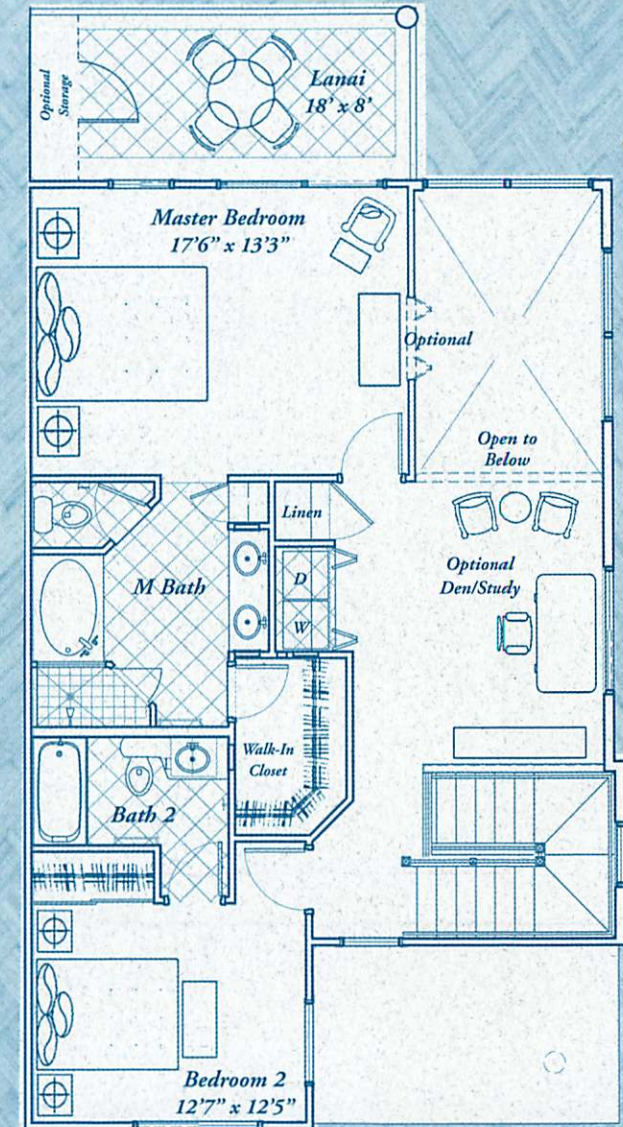 Optional
Storage
Lanai
18' x 8'
Master Bedroom
17'6" x 13'3"
Optional
Open to
Below
Linen
Optional
Den/Study
D
W
M Bath
Walk-In
Closet
Bath 2
Bedroom 2
12'7" x 12'5"